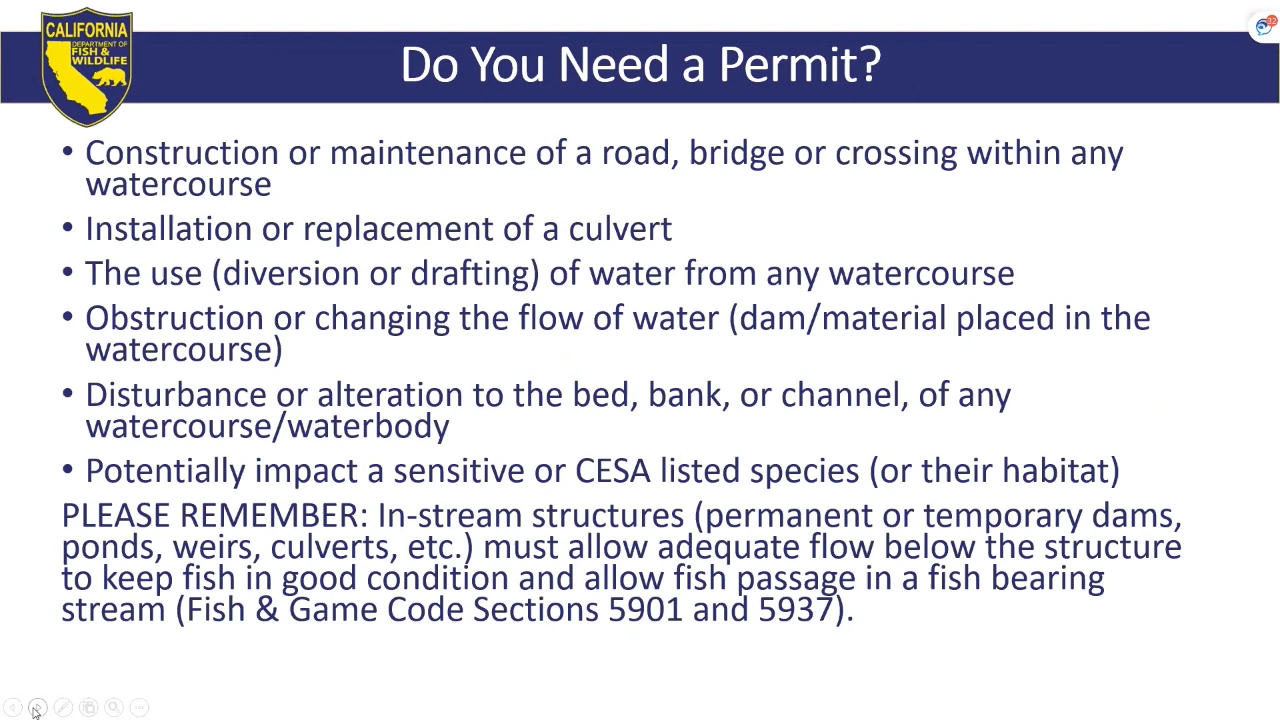 CALIFORNIA
DEPARTMENT OF
FISH &
WILDLIFE
32
Do You Need a Permit?
• Construction or maintenance of a road, bridge or crossing within any
watercourse
• Installation or replacement of a culvert
• The use (diversion or drafting) of water from any watercourse
• Obstruction or changing the flow of water (dam/material placed in the
watercourse)
• Disturbance or alteration to the bed, bank, or channel, of any
watercourse/waterbody
• Potentially impact a sensitive or CESA listed species (or their habitat)
PLEASE REMEMBER: In-stream structures (permanent or temporary dams,
ponds, weirs, culverts, etc.) must allow adequate flow below the structure
to keep fish in good condition and allow fish passage in a fish bearing
stream (Fish & Game Code Sections 5901 and 5937).